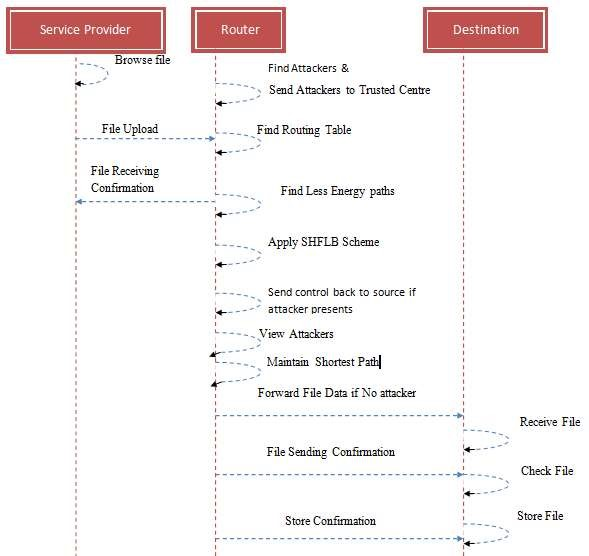 Service Provider
Router
Destination
Browse file
Find Attackers &
Send Attackers to Trusted Centre
File Upload
Find Routing Table
File Receiving
Confirmation
Find Less Energy paths
Apply SHFLB Scheme
Send control back to source if
attacker presents
View Attackers
Maintain Shortest Path
Forward File Data if No attacker
Receive File
File Sending Confirmation
Check File
Store Confirmation
Store File